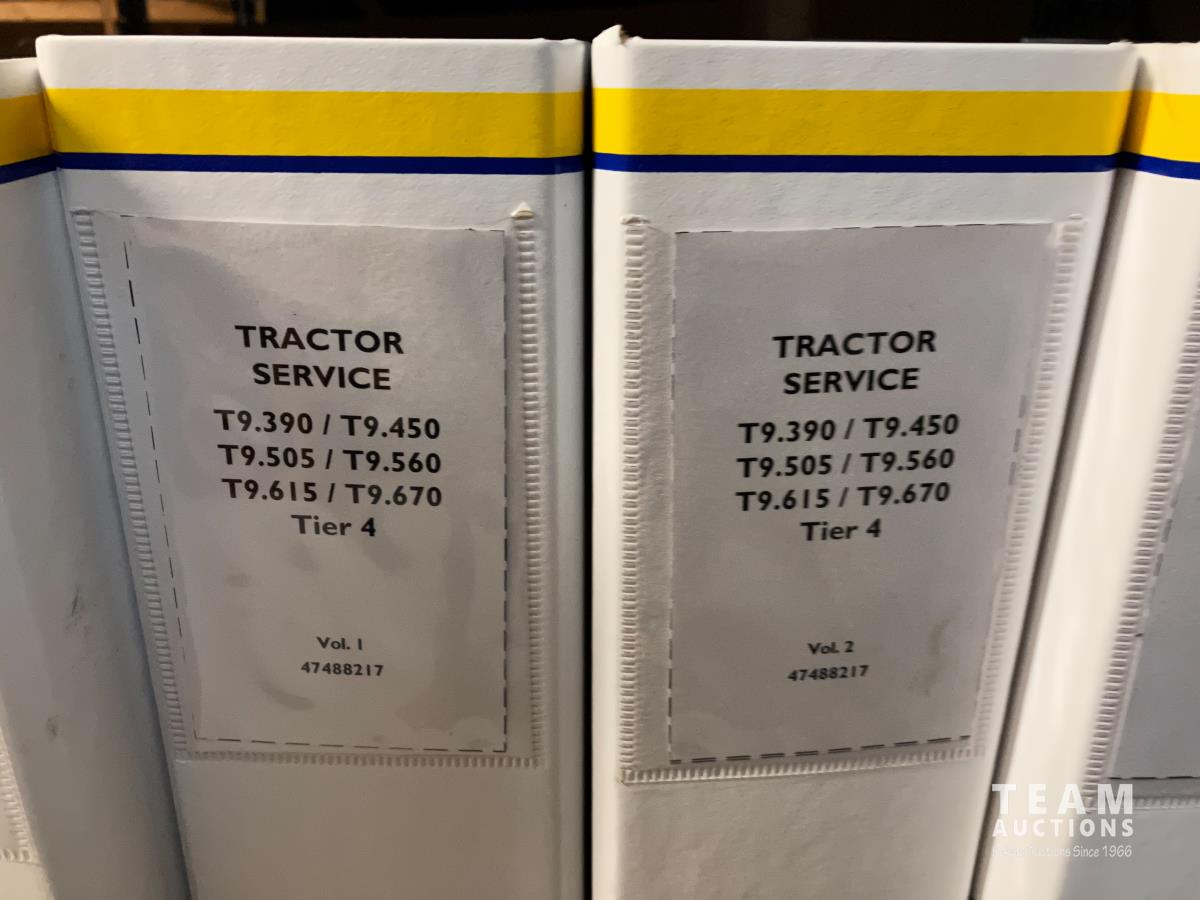 TRACTOR
SERVICE
T9.390 / T9.450
T9.505 / T9.560
T9.615 / T9.670
Tier 4
Vol. 1
47488217
TRACTOR
SERVICE
T9.390 / T9.450
T9.505 / T9.560
T9.615 / T9.670
Tier 4
Vol. 2
47488217
TEAM
AUCTIONS
Since 1966